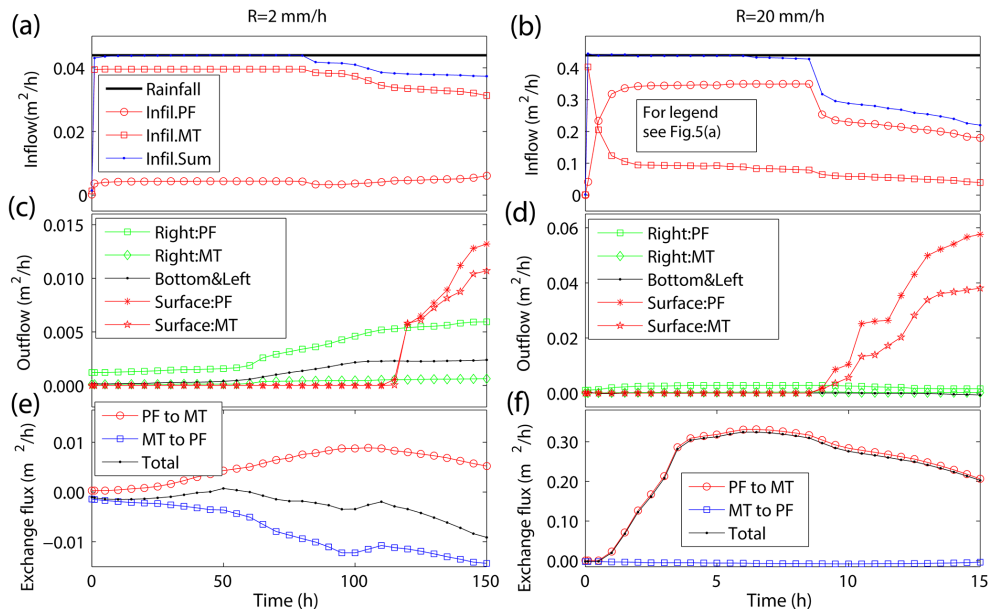 R=2 mm/h
R=20 mm/h
(a)
Inflow(m²/h)
0.04
0.02
0
Rainfall
Infil.PF
Infil.MT
Infil.Sum
(b)
Inflow (m²/h)
0.4
0.3
0.2
0.1
0
For legend
see Fig.5(a)
(c)
Outflow (m²/h)
0.015
0.010
0.005
0.000
Right:PF
Right:MT
Bottom&Left
Surface:PF
Surface:MT
(d)
Outflow (m²/h)
0.06
0.04
0.02
0.00
Right:PF
Right:MT
Bottom&Left
Surface:PF
Surface:MT
(e)
Exchange flux (m²/h)
0.01
0.00
−0.01
PF to MT
MT to PF
Total
0
50
100
150
Time (h)
(f)
Exchange flux (m²/h)
0.30
0.20
0.10
0.00
PF to MT
MT to PF
Total
0
5
10
15
Time (h)